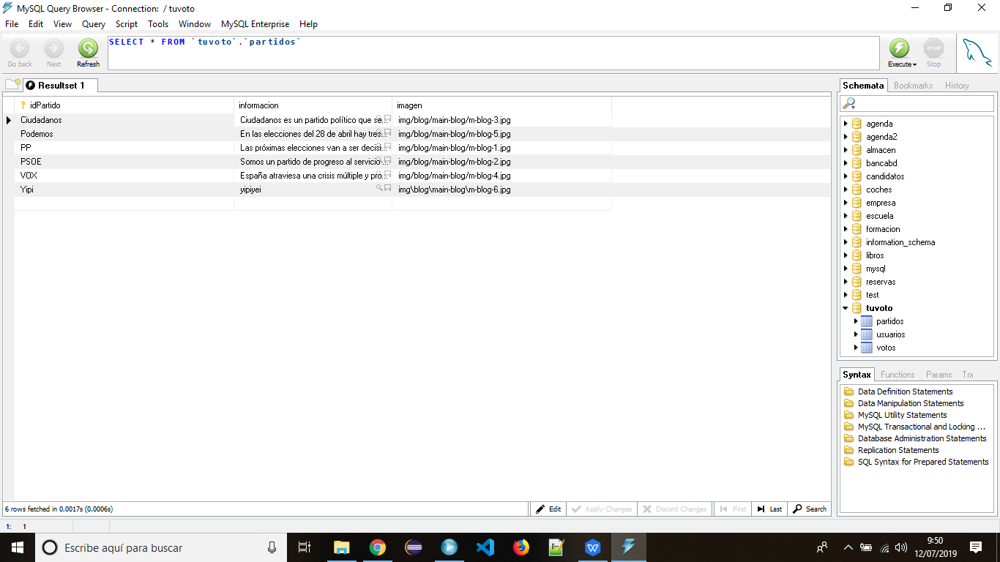 MySQL Query Browser - Connection:  / tuvoto
File Edit View Query Script Tools Window MySQL Enterprise Help
Go back Next Refresh
SELECT * FROM `tuvoto`.`partidos`
Execute Stop
Resultset 1
idPartido informacion imagen
Ciudadanos Ciudadanos es un partido político que se... img/blog/main-blog/m-blog-3.jpg
Podemos En las elecciones del 28 de abril hay tres... img/blog/main-blog/m-blog-5.jpg
PP Las próximas elecciones van a ser decisi... img/blog/main-blog/m-blog-1.jpg
PSOE Somos un partido de progreso al servicio... img/blog/main-blog/m-blog-2.jpg
VOX España atraviesa una crisis múltiple y pro... img/blog/main-blog/m-blog-4.jpg
Yipi yipiyei img\blog\main-blog\m-blog-6.jpg
Schemata Bookmarks History
agenda
agenda2
almacen
bancabd
candidatos
coches
empresa
escuela
formacion
information_schema
libros
mysql
reservas
test
tuvoto
partidos
usuarios
votos
Syntax Functions Params Trx
Data Definition Statements
Data Manipulation Statements
MySQL Utility Statements
MySQL Transactional and Locking ...
Database Administration Statements
Replication Statements
SQL Syntax for Prepared Statements
6 rows fetched in 0,0017s (0,0006s)
Edit Apply Changes Discard Changes First Last Search
1: 1
Escribe aquí para buscar
9:50
12/07/2019